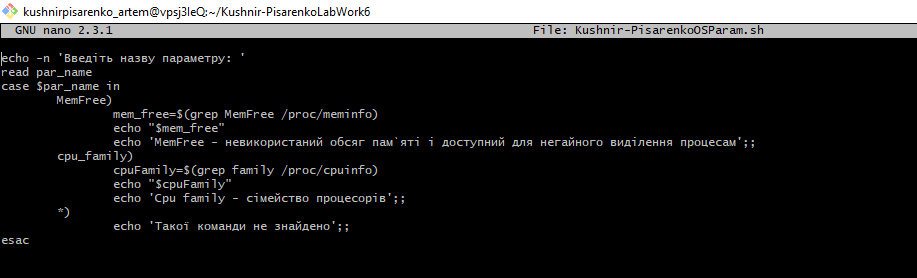 kushnirpisarenko_artem@vpsj3leQ:~/Kushnir-PisarenkoLabWork6
GNU nano 2.3.1 File: Kushnir-PisarenkoOSParam.sh
echo -n 'Введіть назву параметру: '
read par_name
case $par_name in
MemFree)
mem_free=$(grep MemFree /proc/meminfo)
echo "$mem_free"
echo 'MemFree - невикористаний обсяг пам`яті і доступний для негайного виділення процесам';;
cpu_family)
cpuFamily=$(grep family /proc/cpuinfo)
echo "$cpuFamily"
echo 'Cpu family - сімейство процесорів';;
*)
echo 'Такої команди не знайдено';;
esac